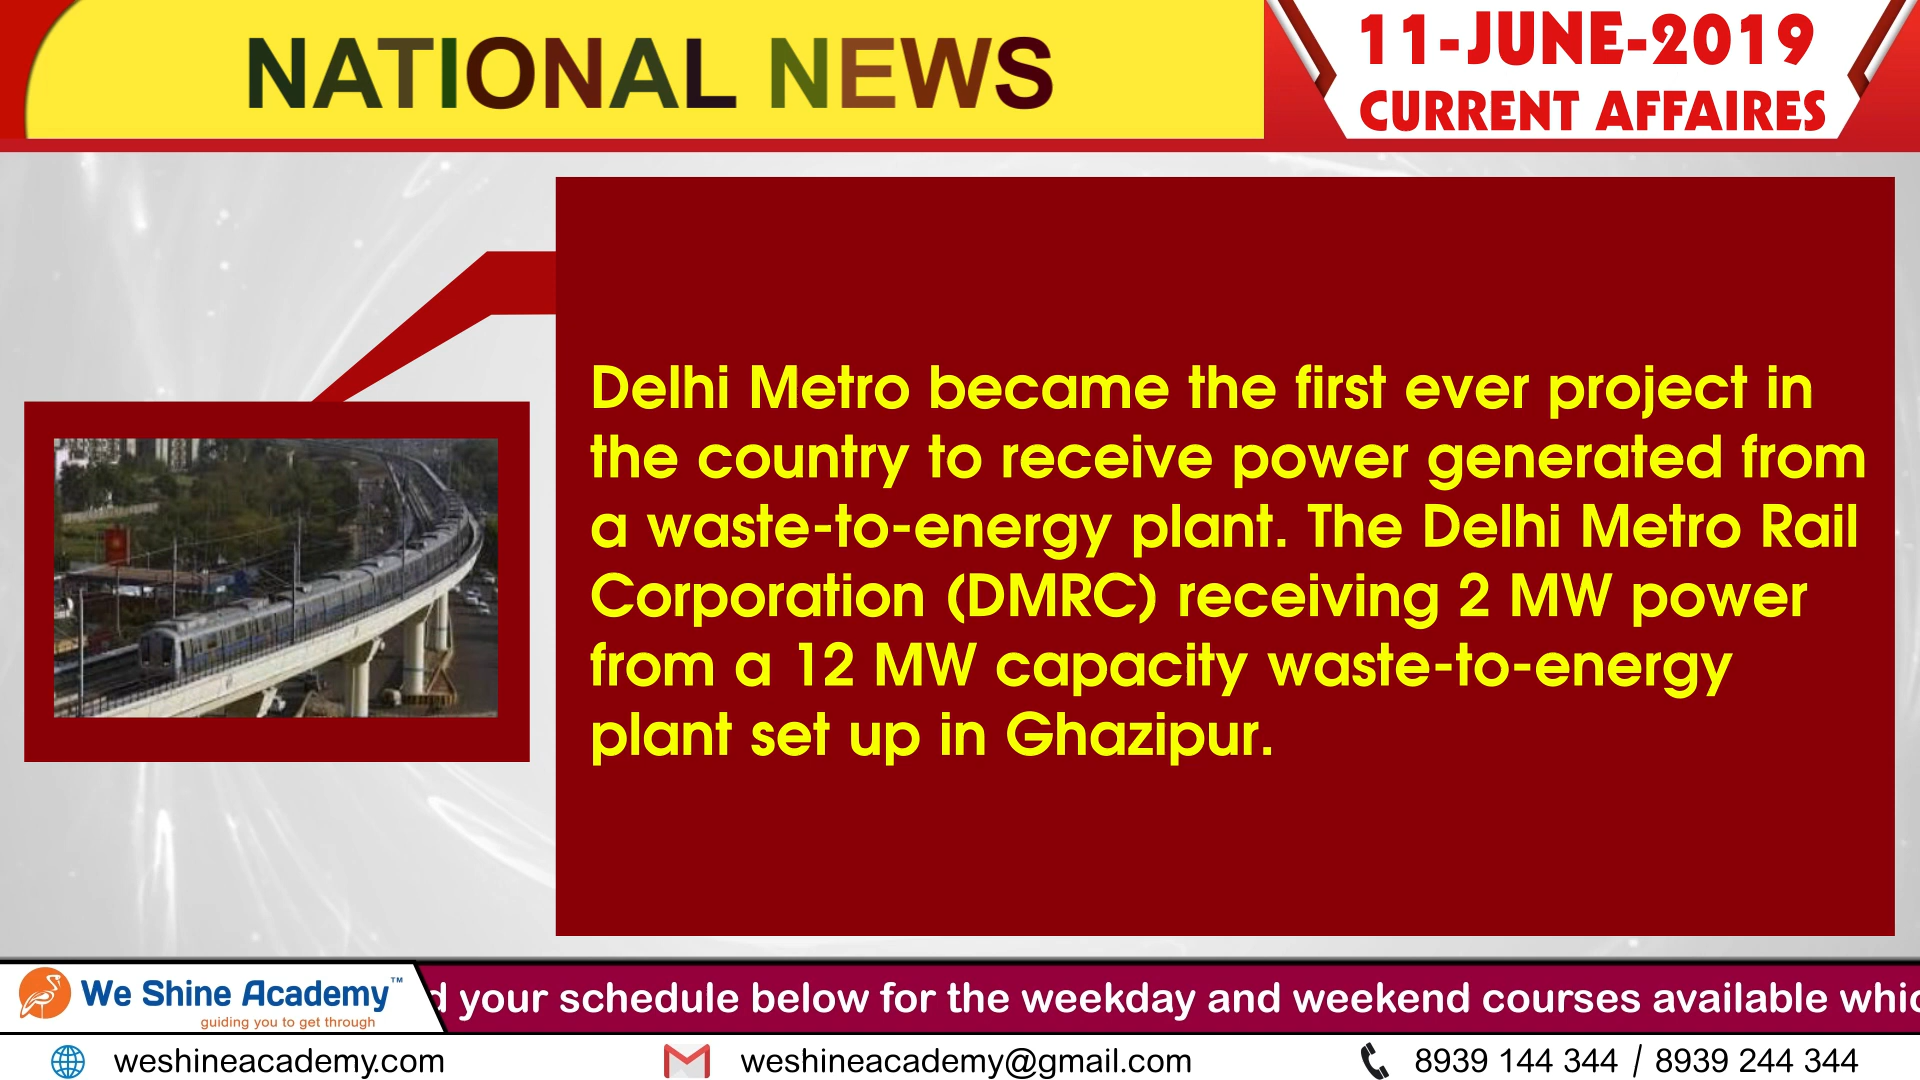 NATIONAL NEWS
11-JUNE-2019
CURRENT AFFAIRES
Delhi Metro became the first ever project in
the country to receive power generated from
a waste-to-energy plant. The Delhi Metro Rail
Corporation (DMRC) receiving 2 MW power
from a 12 MW capacity waste-to-energy
plant set up in Ghazipur.
We Shine Academy™
guiding you to get through
your schedule below for the weekday and weekend courses available
weshineacademy.com
weshineacademy@gmail.com
8939 144 344 / 8939 244 344